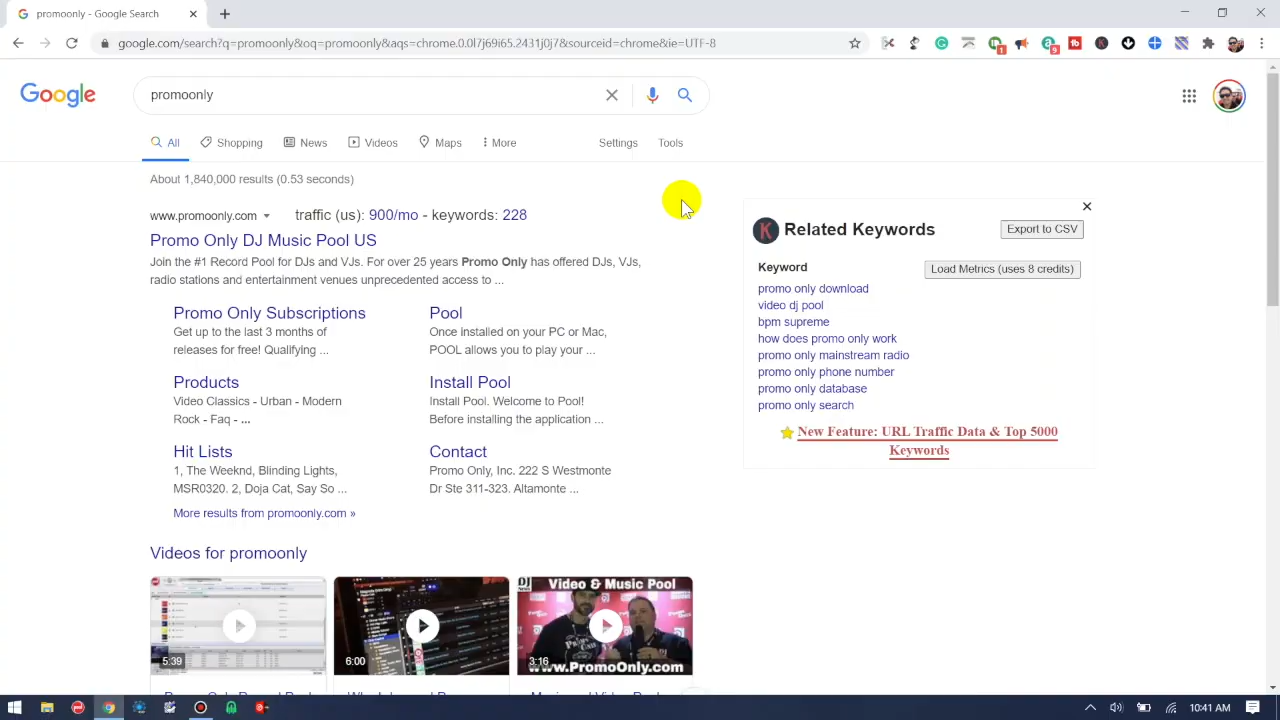 promoonly - Google Search
google.com/search?q=promoonly&oq=promoonly&aqs=chrome.0.0l7j69i65.2431j0j7&sourceid=chrome&ie=UTF-8
1
9
Google
promoonly
All
Shopping
News
Videos
Maps
More
Settings
Tools
About 1,840,000 results (0.53 seconds)
www.promoonly.com
traffic (us): 900/mo - keywords: 228
Promo Only DJ Music Pool US
Join the #1 Record Pool for DJs and VJs. For over 25 years Promo Only has offered DJs, VJs,
radio stations and entertainment venues unprecedented access to ...
Promo Only Subscriptions
Get up to the last 3 months of
releases for free! Qualifying ...
Pool
Once installed on your PC or Mac,
POOL allows you to play your ...
Products
Video Classics - Urban - Modern
Rock - Faq - ...
Install Pool
Install Pool. Welcome to Pool!
Before installing the application ...
Hit Lists
1, The Weeknd, Blinding Lights,
MSR0320. 2, Doja Cat, Say So ...
Contact
Promo Only, Inc. 222 S Westmonte
Dr Ste 311-323. Altamonte ...
More results from promoonly.com »
K
Related Keywords
Export to CSV
Keyword
Load Metrics (uses 8 credits)
promo only download
video dj pool
bpm supreme
how does promo only work
promo only mainstream radio
promo only phone number
promo only database
promo only search
New Feature: URL Traffic Data & Top 5000
Keywords
Videos for promoonly
5:39
6:00
Video & Music Pool
www.PromoOnly.com
3:16
10:41 AM